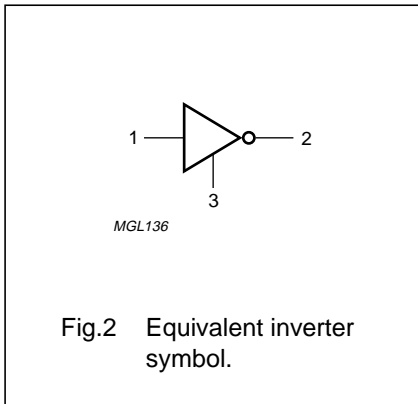 1
2
3
MGL136
Fig.2 Equivalent inverter
symbol.